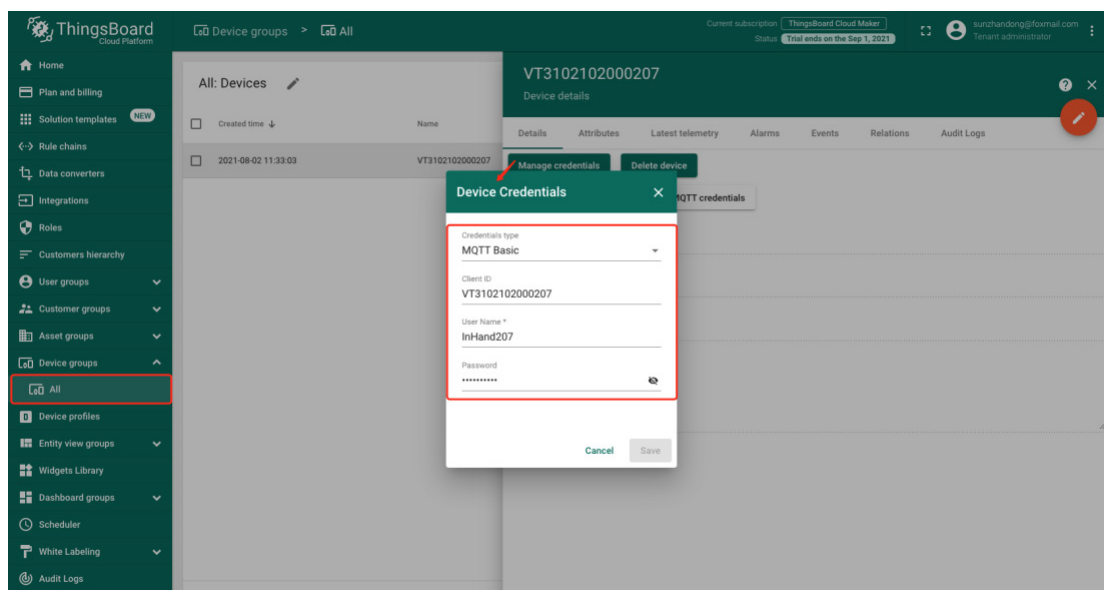 ThingsBoard
Cloud Platform
Device groups > All
Current subscription ThingsBoard Cloud Maker
Status Trial ends on the Sep 1, 2021
sunzhandong@foxmail.com
Tenant administrator
Home
Plan and billing
Solution templates NEW
Rule chains
Data converters
Integrations
Roles
Customers hierarchy
User groups
Customer groups
Asset groups
Device groups
All
Device profiles
Entity view groups
Widgets Library
Dashboard groups
Scheduler
White Labeling
Audit Logs
All: Devices
Created time Name
2021-08-02 11:33:03 VT3102102000207
VT3102102000207
Device details
Details Attributes Latest telemetry Alarms Events Relations Audit Logs
Manage credentials Delete device
MQTT credentials
Device Credentials
Credentials type
MQTT Basic
Client ID
VT3102102000207
User Name *
InHand207
Password
••••••••••
Cancel Save